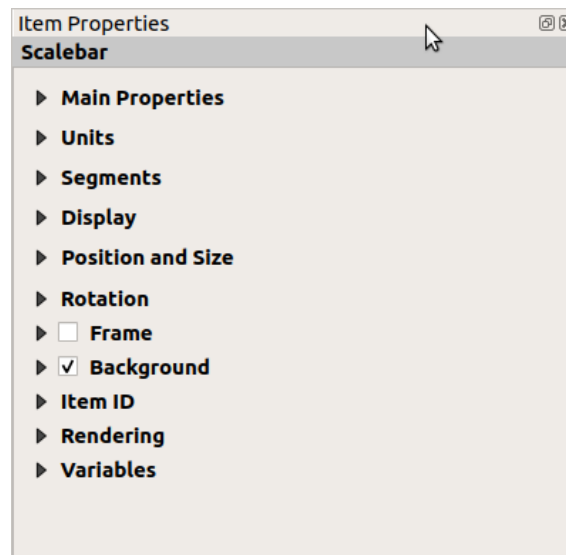 Item Properties
Scalebar
Main Properties
Units
Segments
Display
Position and Size
Rotation
Frame
Background
Item ID
Rendering
Variables